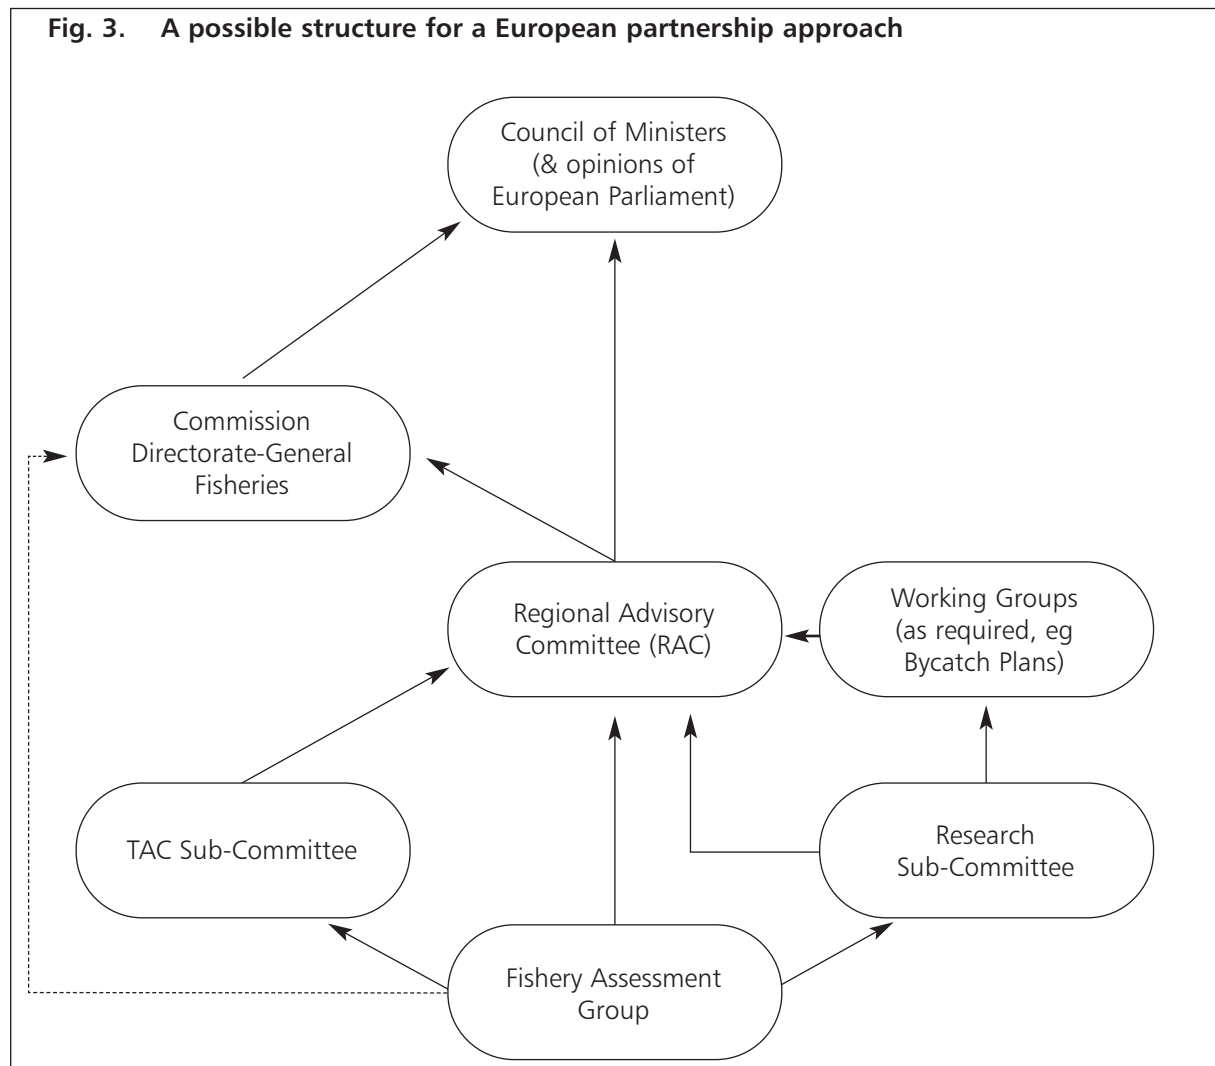 Fig. 3. A possible structure for a European partnership approach
Council of Ministers
(& opinions of
European Parliament)
Commission
Directorate-General
Fisheries
Regional Advisory
Committee (RAC)
Working Groups
(as required, eg
Bycatch Plans)
TAC Sub-Committee
Research
Sub-Committee
Fishery Assessment
Group